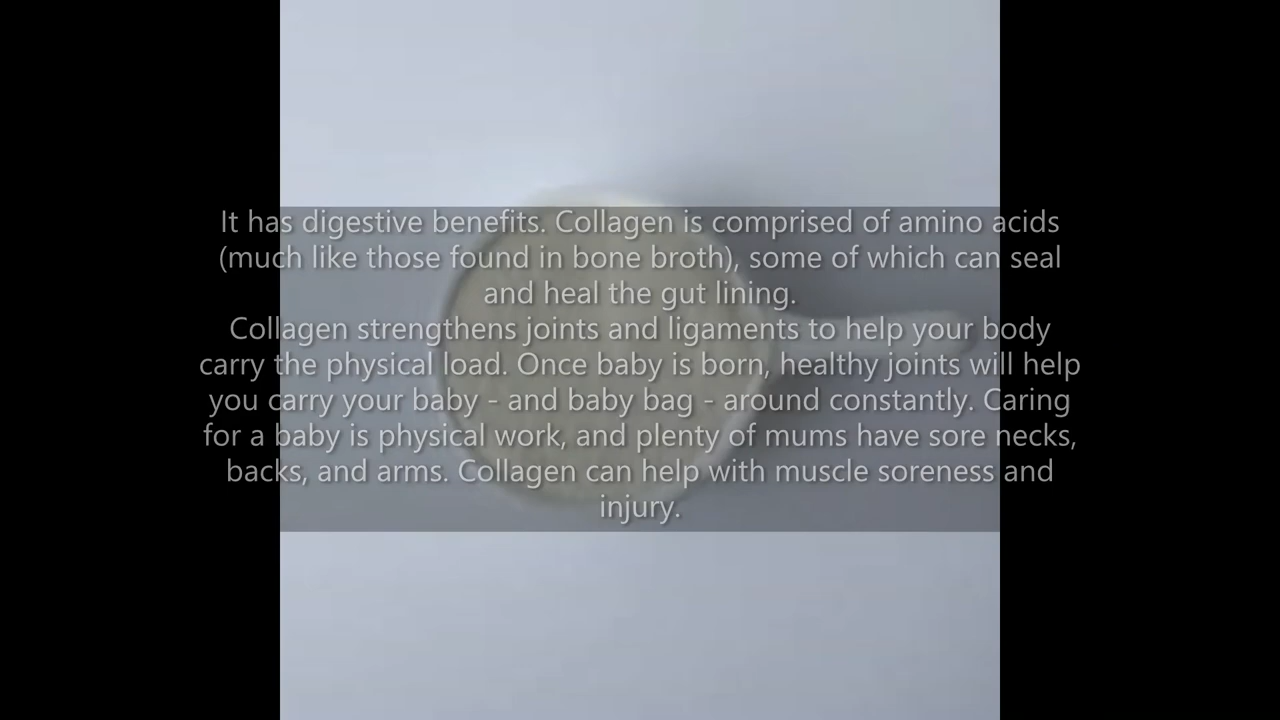 It has digestive benefits. Collagen is comprised of amino acids
(much like those found in bone broth), some of which can seal
and heal the gut lining.
Collagen strengthens joints and ligaments to help your body
carry the physical load. Once baby is born, healthy joints will help
you carry your baby - and baby bag - around constantly. Caring
for a baby is physical work, and plenty of mums have sore necks,
backs, and arms. Collagen can help with muscle soreness and
injury.